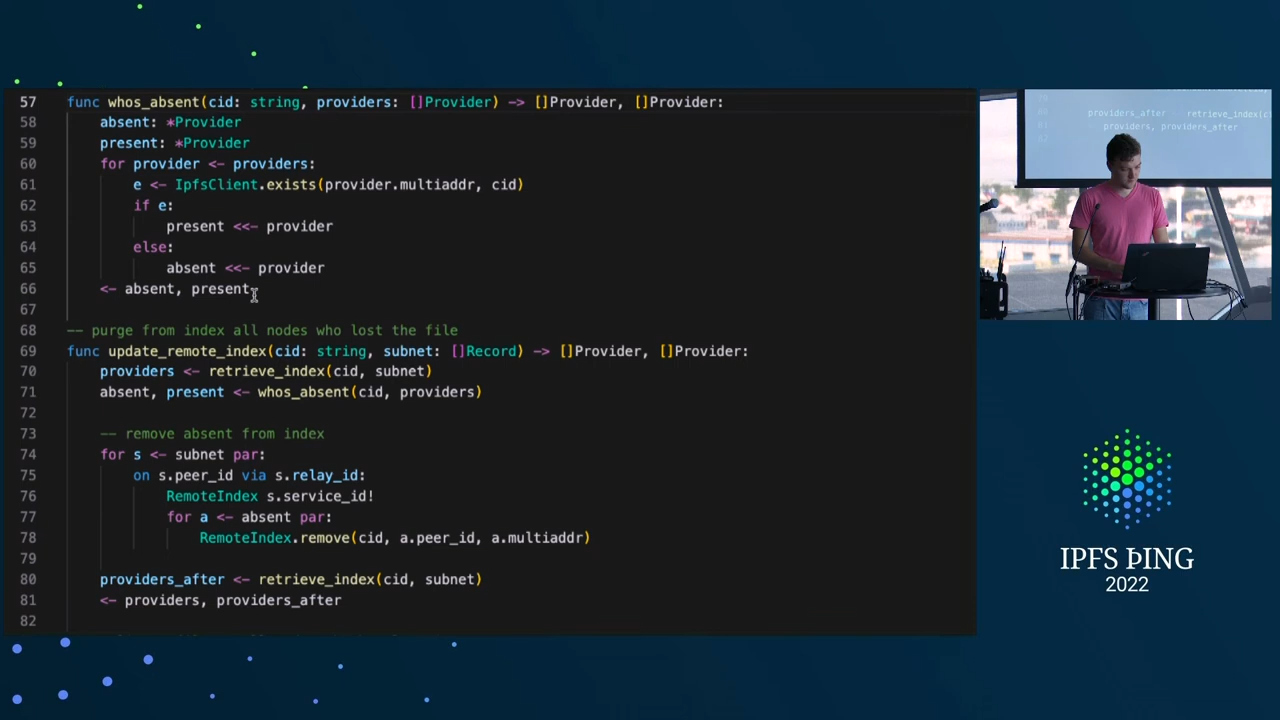 57 func whos_absent(cid: string, providers: []Provider) -> []Provider, []Provider:
58 absent: *Provider
59 present: *Provider
60 for provider <- providers:
61 e <- IpfsClient.exists(provider.multiaddr, cid)
62 if e:
63 present <<- provider
64 else:
65 absent <<- provider
66 <- absent, present
67
68 -- purge from index all nodes who lost the file
69 func update_remote_index(cid: string, subnet: []Record) -> []Provider, []Provider:
70 providers <- retrieve_index(cid, subnet)
71 absent, present <- whos_absent(cid, providers)
72
73 -- remove absent from index
74 for s <- subnet par:
75 on s.peer_id via s.relay_id:
76 RemoteIndex s.service_id!
77 for a <- absent par:
78 RemoteIndex.remove(cid, a.peer_id, a.multiaddr)
79
80 providers_after <- retrieve_index(cid, subnet)
81 <- providers, providers_after
82
providers_after retrieve_index(c
providers, providers_after
IPFS ÞING
2022